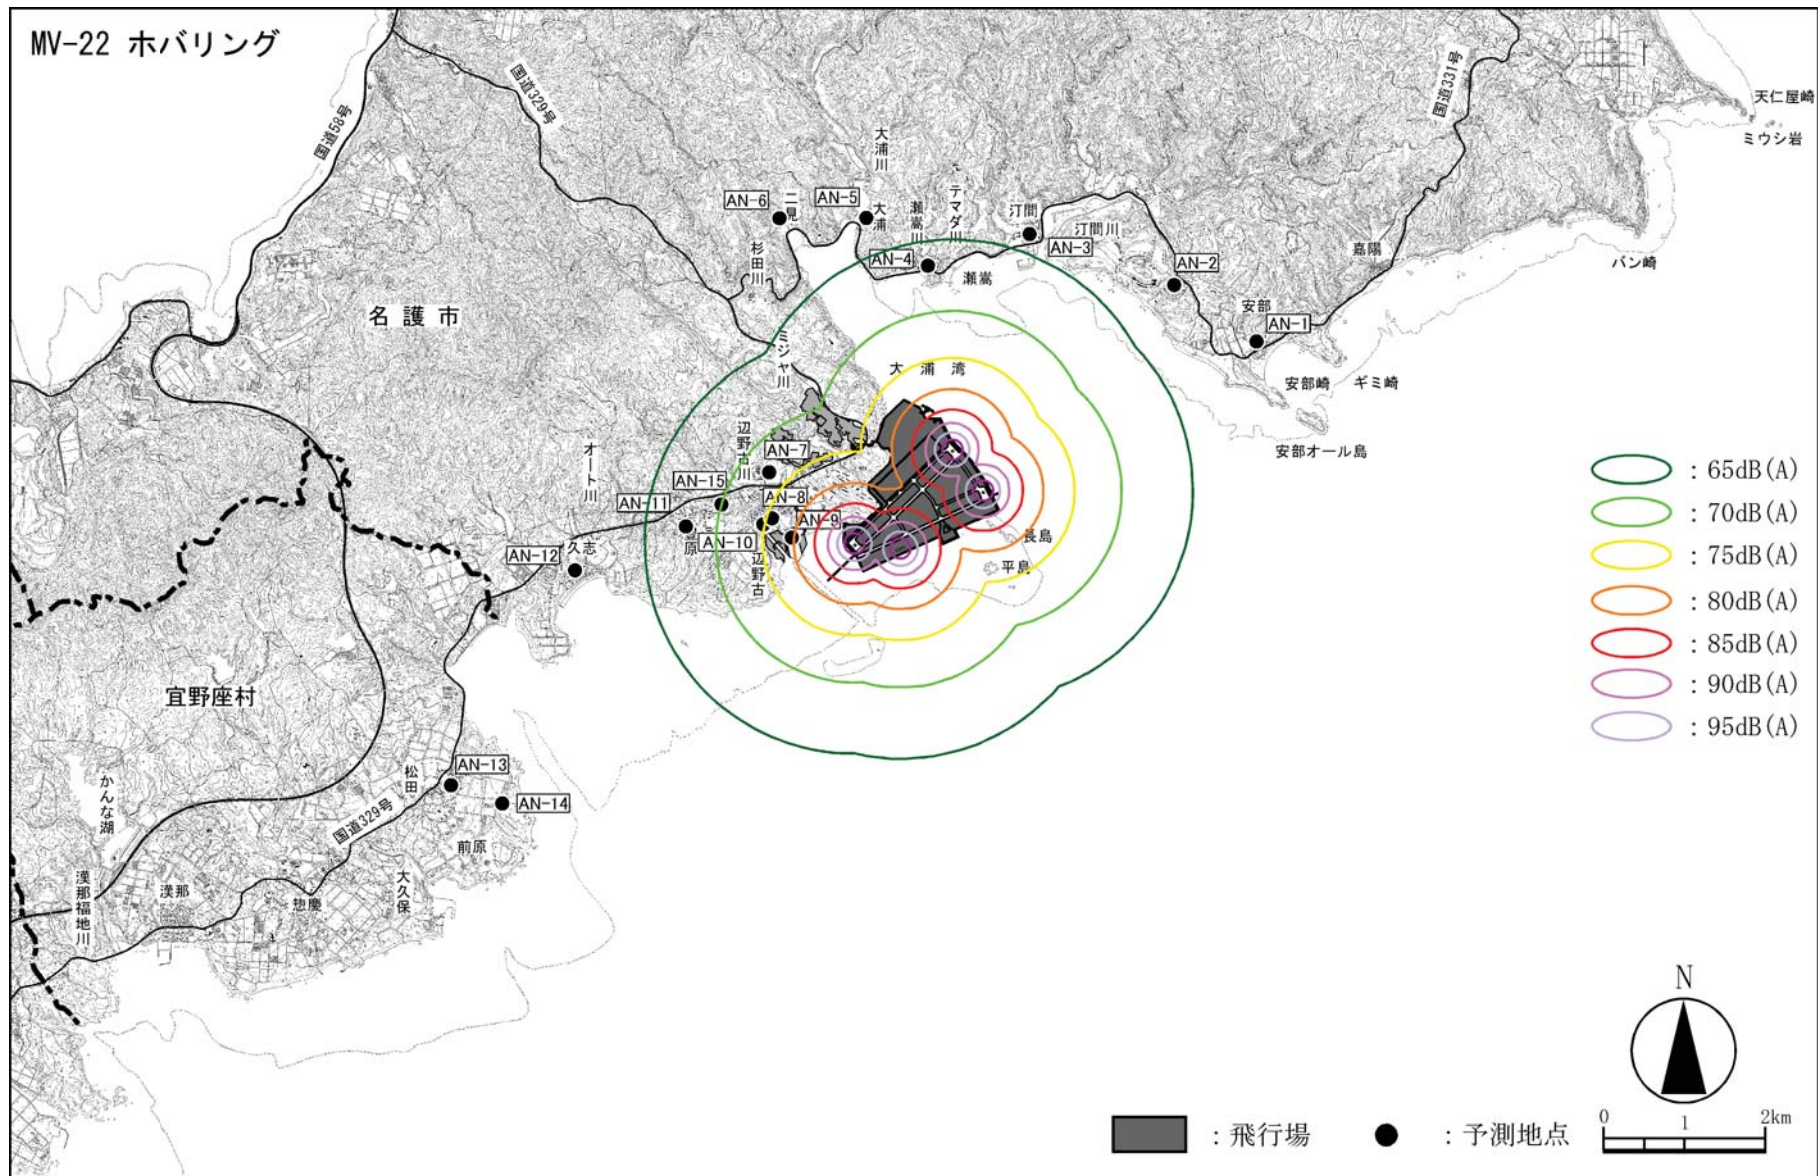 MV-22 ホバリング
国道58号
国道329号
国道331号
天仁屋崎
ミウシ岩
バン崎
嘉陽
大浦川
AN-6
二見
AN-5
大浦
瀬嵩川
テマダ川
汀間
汀間川
AN-3
AN-4
瀬嵩
AN-2
安部
AN-1
杉田川
名護市
ミジャ川
大浦湾
安部崎
ギミ崎
安部オール島
辺野古川
AN-7
オート川
AN-15
AN-11
AN-8
AN-9
AN-10
原
辺野古
長島
平島
AN-12
久志
宜野座村
かんな湖
松田
AN-13
AN-14
国道329号
前原
漢那福地川
漢那
惣慶
大久保
: 65dB(A)
: 70dB(A)
: 75dB(A)
: 80dB(A)
: 85dB(A)
: 90dB(A)
: 95dB(A)
N
0 1 2km
: 飛行場
: 予測地点